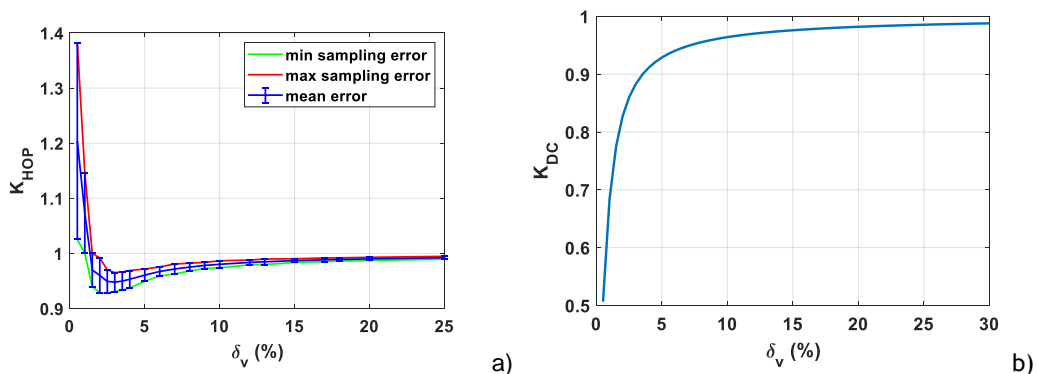 1.4
1.3
1.2
1.1
1
0.9
K_HOP
0 5 10 15 20 25
δ_v (%)
min sampling error
max sampling error
mean error
a)
1
0.9
0.8
0.7
0.6
0.5
K_DC
0 5 10 15 20 25 30
δ_v (%)
b)